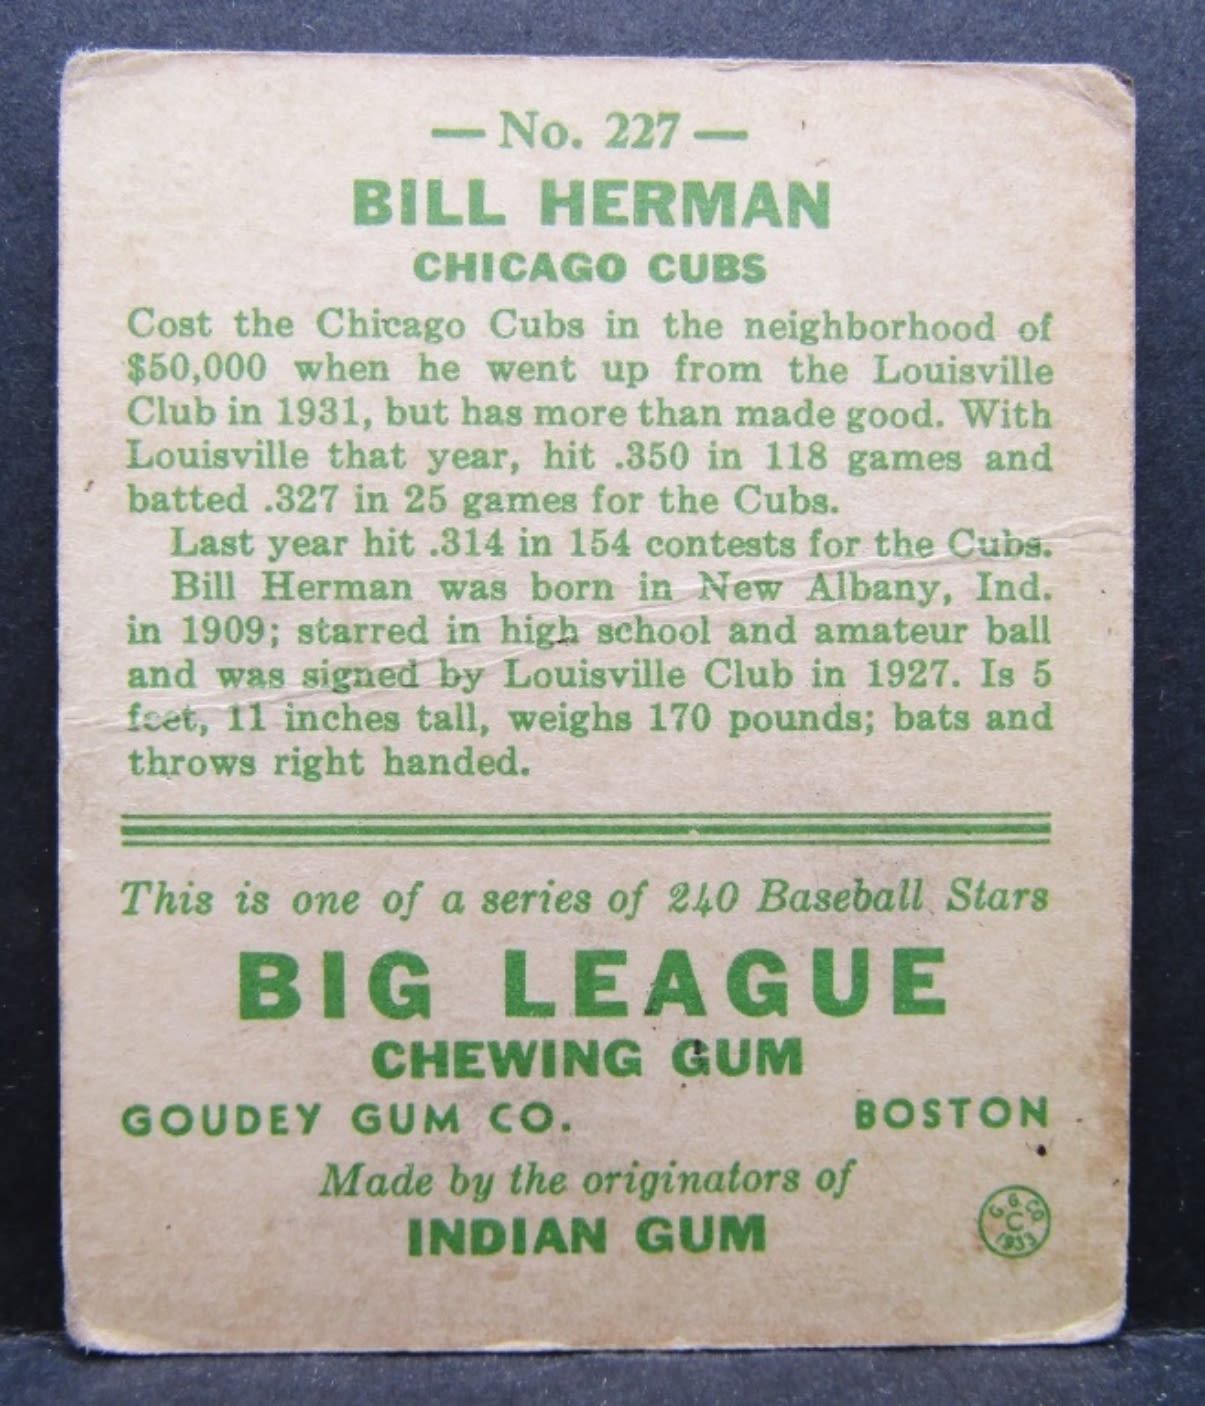 — No. 227 —
BILL HERMAN
CHICAGO CUBS
Cost the Chicago Cubs in the neighborhood of
$50,000 when he went up from the Louisville
Club in 1931, but has more than made good. With
Louisville that year, hit .350 in 118 games and
batted .327 in 25 games for the Cubs.
Last year hit .314 in 154 contests for the Cubs.
Bill Herman was born in New Albany, Ind.
in 1909; starred in high school and amateur ball
and was signed by Louisville Club in 1927. Is 5
feet, 11 inches tall, weighs 170 pounds; bats and
throws right handed.
This is one of a series of 240 Baseball Stars
BIG LEAGUE
CHEWING GUM
GOUDEY GUM CO. BOSTON
Made by the originators of
INDIAN GUM
G. G. CO.
C
1933